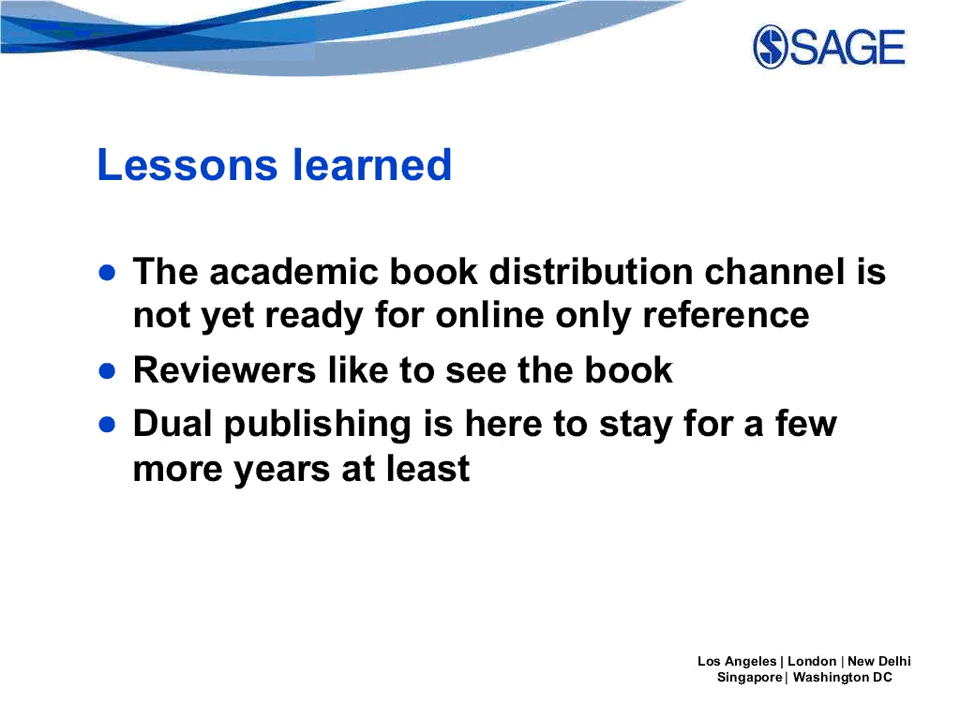 SAGE
Lessons learned
● The academic book distribution channel is
not yet ready for online only reference
● Reviewers like to see the book
● Dual publishing is here to stay for a few
more years at least
Los Angeles | London | New Delhi
Singapore | Washington DC